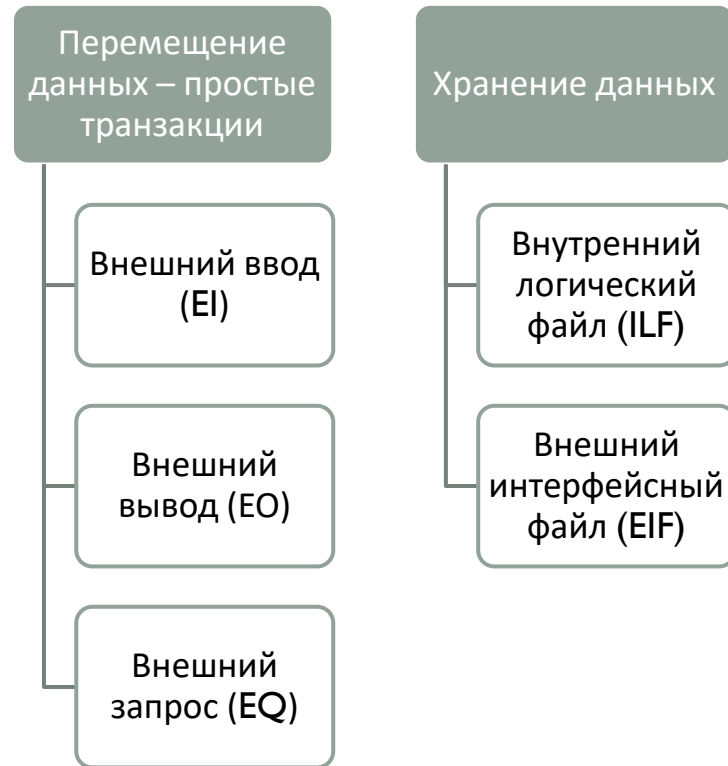 Перемещение
данных – простые
транзакции
Внешний ввод
(EI)
Внешний
вывод (EO)
Внешний
запрос (EQ)
Хранение данных
Внутренний
логический
файл (ILF)
Внешний
интерфейсный
файл (EIF)